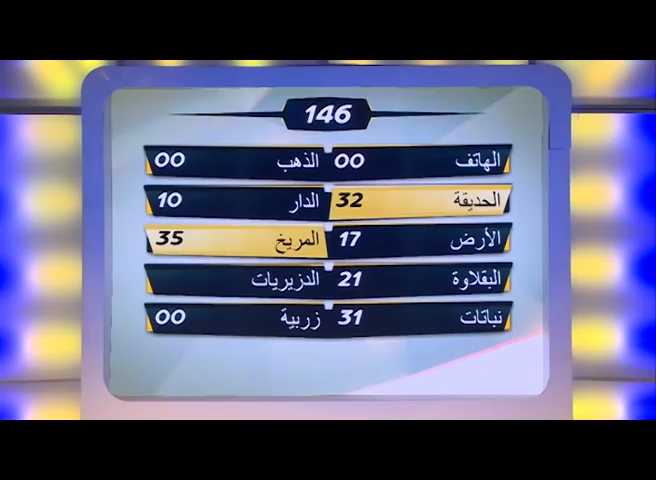 146
الهاتف 00 الذهب 00
الحديقة 32 الدار 10
الأرض 17 المريخ 35
البقلاوة 21 الدزيريات
نباتات 31 زربية 00